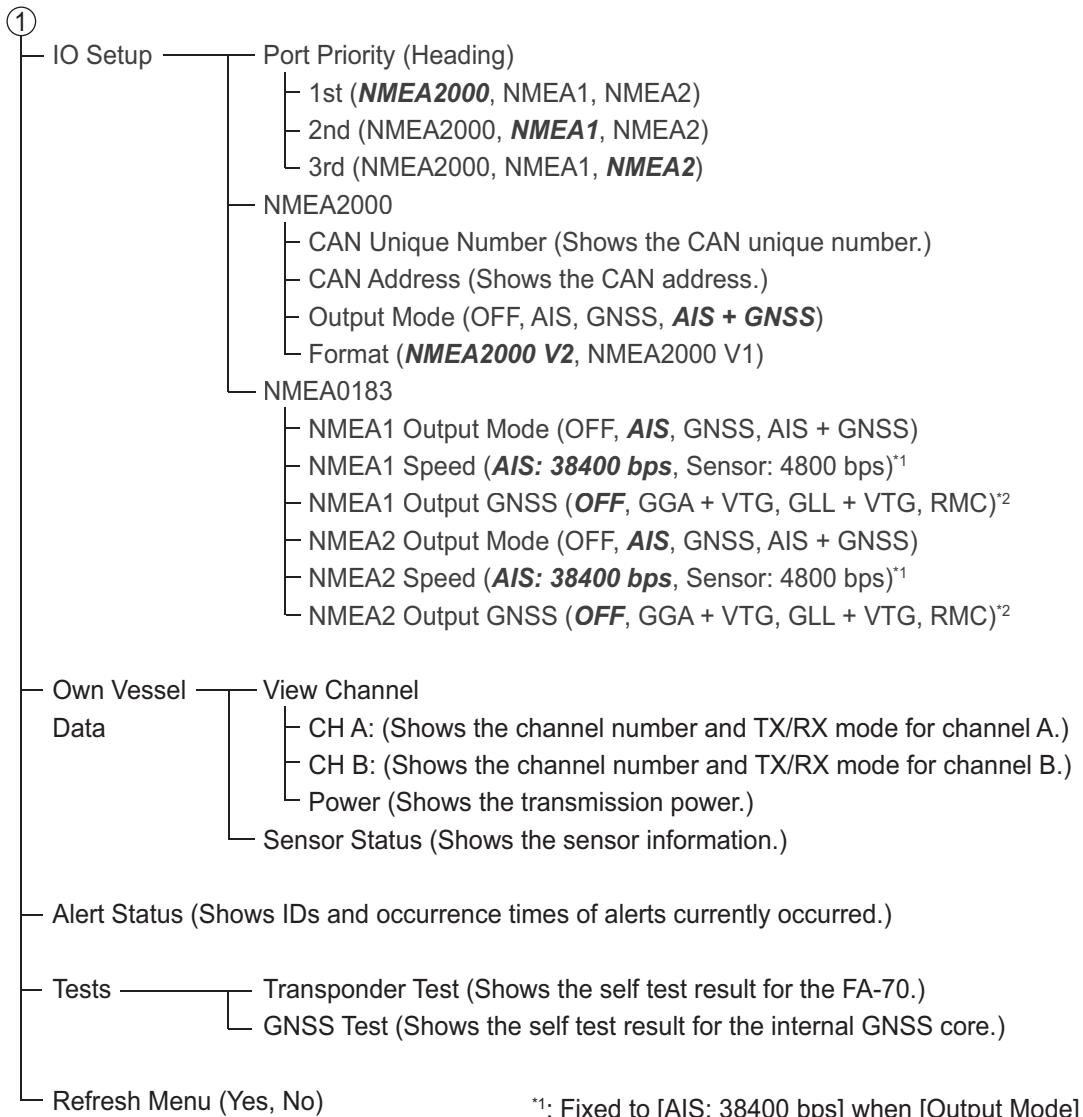 1
IO Setup
Port Priority (Heading)
1st (NMEA2000, NMEA1, NMEA2)
2nd (NMEA2000, NMEA1, NMEA2)
3rd (NMEA2000, NMEA1, NMEA2)
NMEA2000
CAN Unique Number (Shows the CAN unique number.)
CAN Address (Shows the CAN address.)
Output Mode (OFF, AIS, GNSS, AIS + GNSS)
Format (NMEA2000 V2, NMEA2000 V1)
NMEA0183
NMEA1 Output Mode (OFF, AIS, GNSS, AIS + GNSS)
NMEA1 Speed (AIS: 38400 bps, Sensor: 4800 bps)*1
NMEA1 Output GNSS (OFF, GGA + VTG, GLL + VTG, RMC)*2
NMEA2 Output Mode (OFF, AIS, GNSS, AIS + GNSS)
NMEA2 Speed (AIS: 38400 bps, Sensor: 4800 bps)*1
NMEA2 Output GNSS (OFF, GGA + VTG, GLL + VTG, RMC)*2
Own Vessel
Data
View Channel
CH A: (Shows the channel number and TX/RX mode for channel A.)
CH B: (Shows the channel number and TX/RX mode for channel B.)
Power (Shows the transmission power.)
Sensor Status (Shows the sensor information.)
Alert Status (Shows IDs and occurrence times of alerts currently occurred.)
Tests
Transponder Test (Shows the self test result for the FA-70.)
GNSS Test (Shows the self test result for the internal GNSS core.)
Refresh Menu (Yes, No)
*1: Fixed to [AIS: 38400 bps] when [Output Mode]